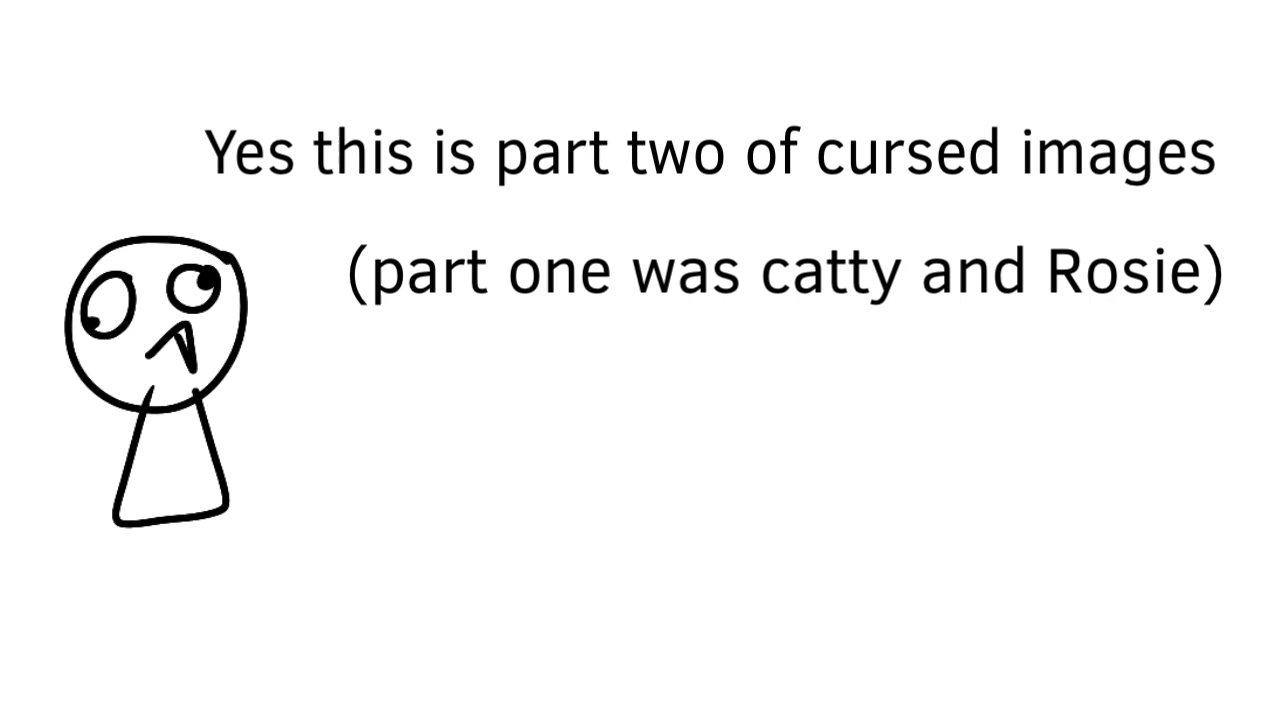 Yes this is part two of cursed images
(part one was catty and Rosie)